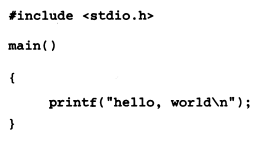 #include <stdio.h>
main()
{
printf("hello, world\n");
}